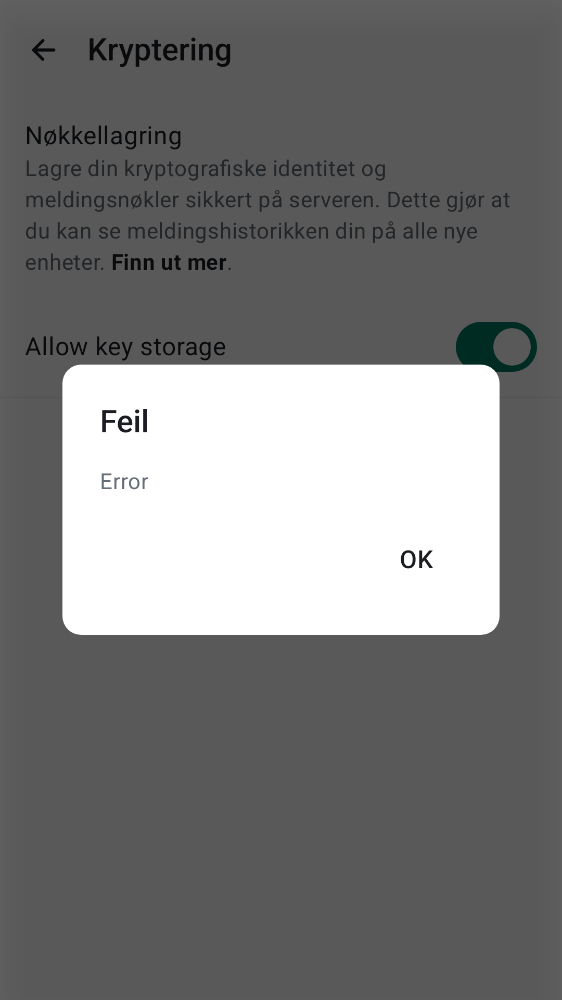 Kryptering
Nøkkellagring
Lagre din kryptografiske identitet og
meldingsnøkler sikkert på serveren. Dette gjør at
du kan se meldingshistorikken din på alle nye
enheter. Finn ut mer.
Allow key storage
Feil
Error
OK